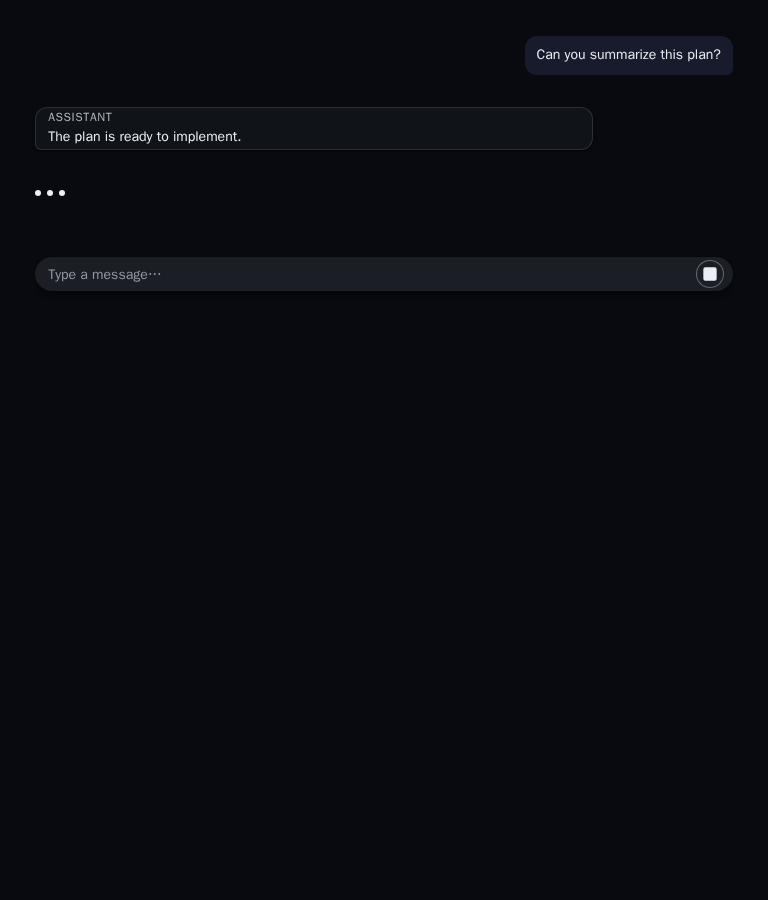 Can you summarize this plan?
ASSISTANT
The plan is ready to implement.
Type a message⋯